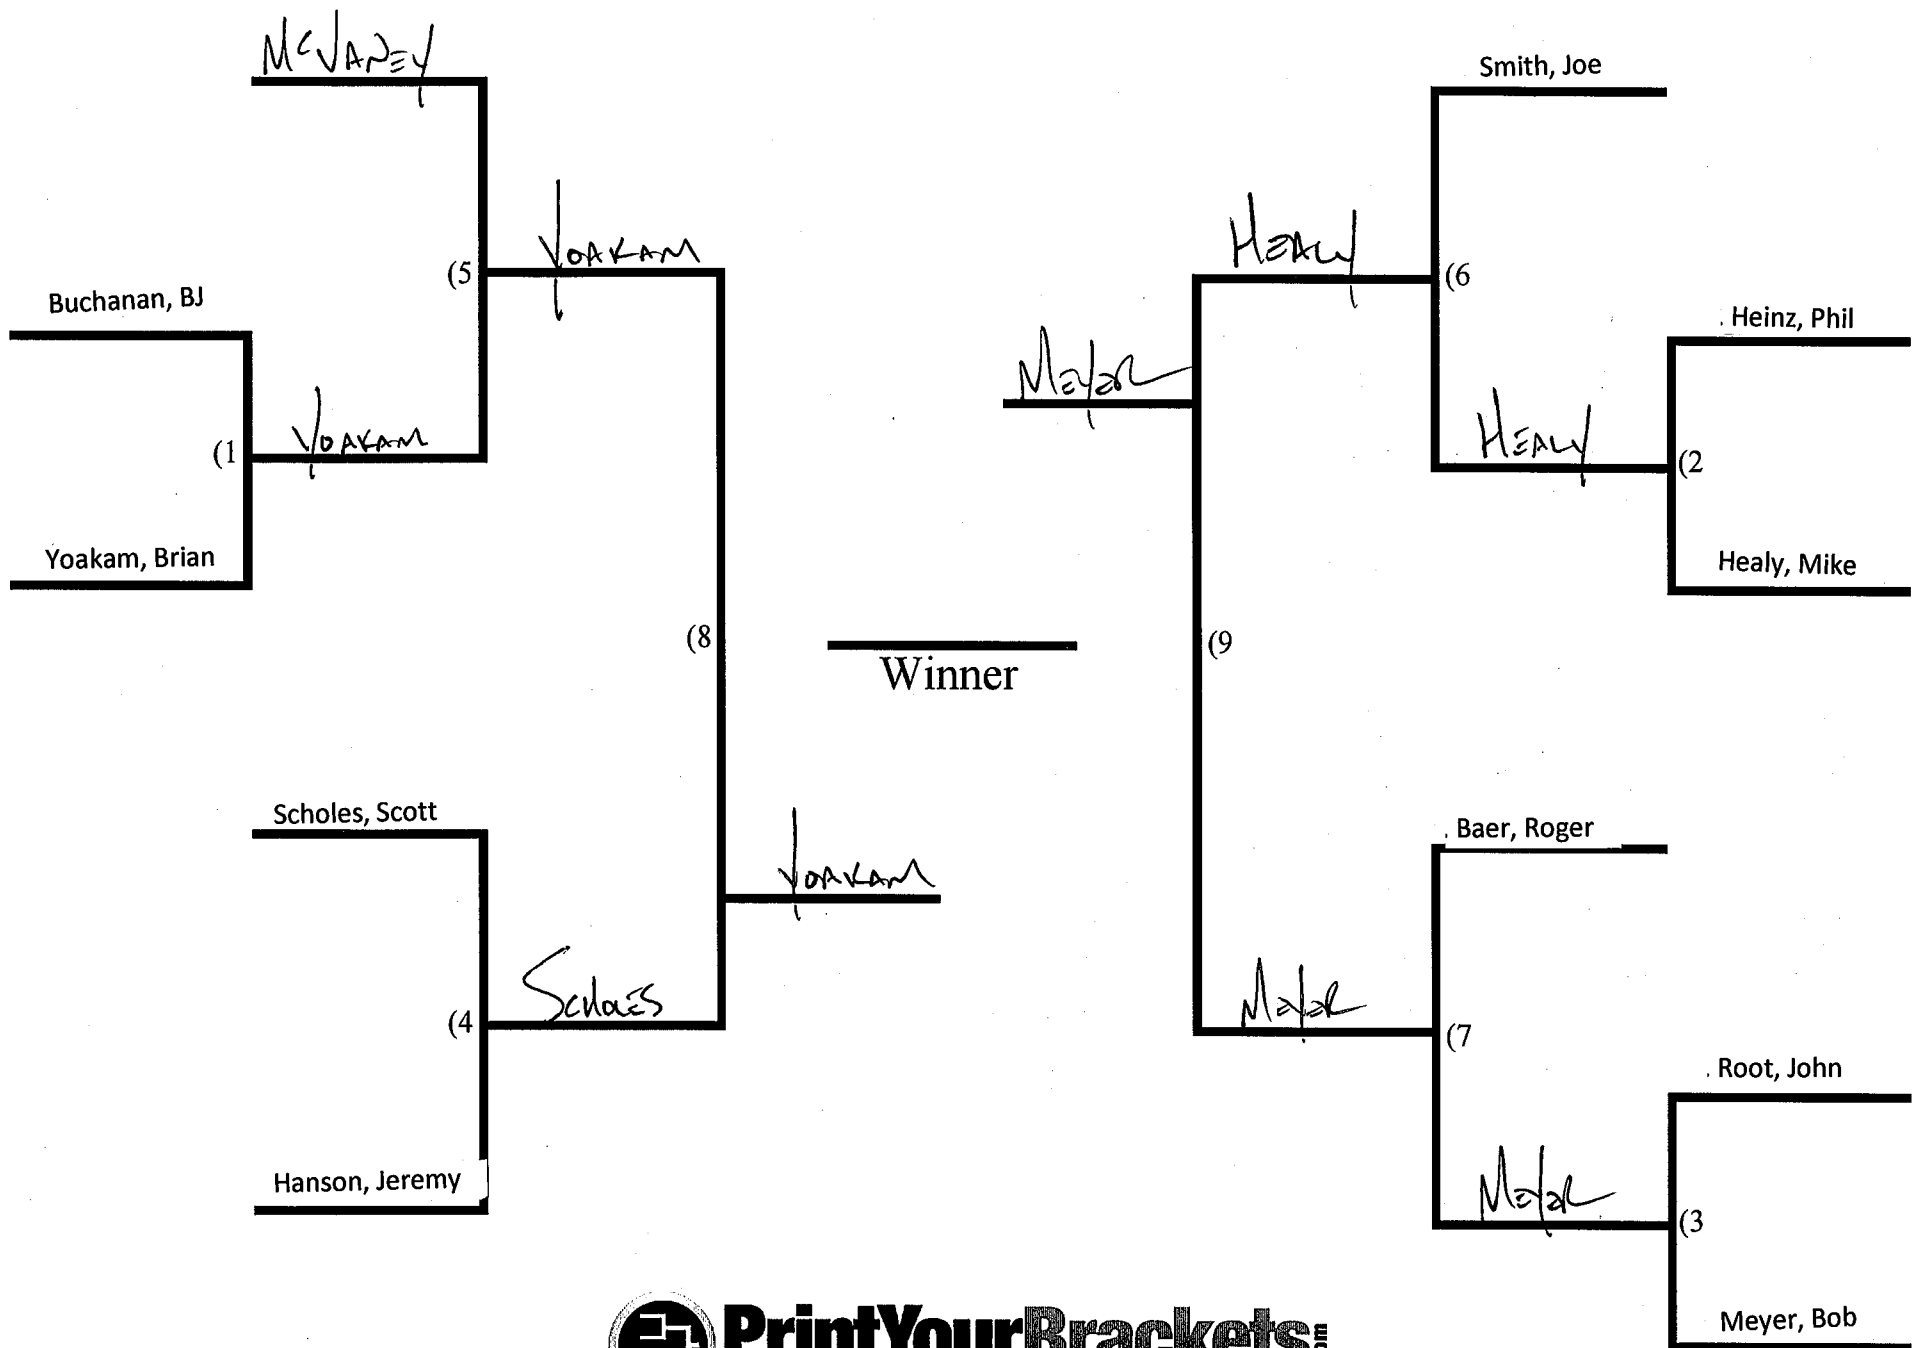 McVANEY
Smith, Joe
YOAKAM
HEALY
(5
(6
Buchanan, BJ
Heinz, Phil
MEYER
YOAKAM
HEALY
(1
(2
Yoakam, Brian
Healy, Mike
(8
(9
Winner
Scholes, Scott
Baer, Roger
YOAKAM
SCHOLES
MEYER
(4
(7
Root, John
Hanson, Jeremy
MEYER
(3
Meyer, Bob
PrintYourBrackets.com